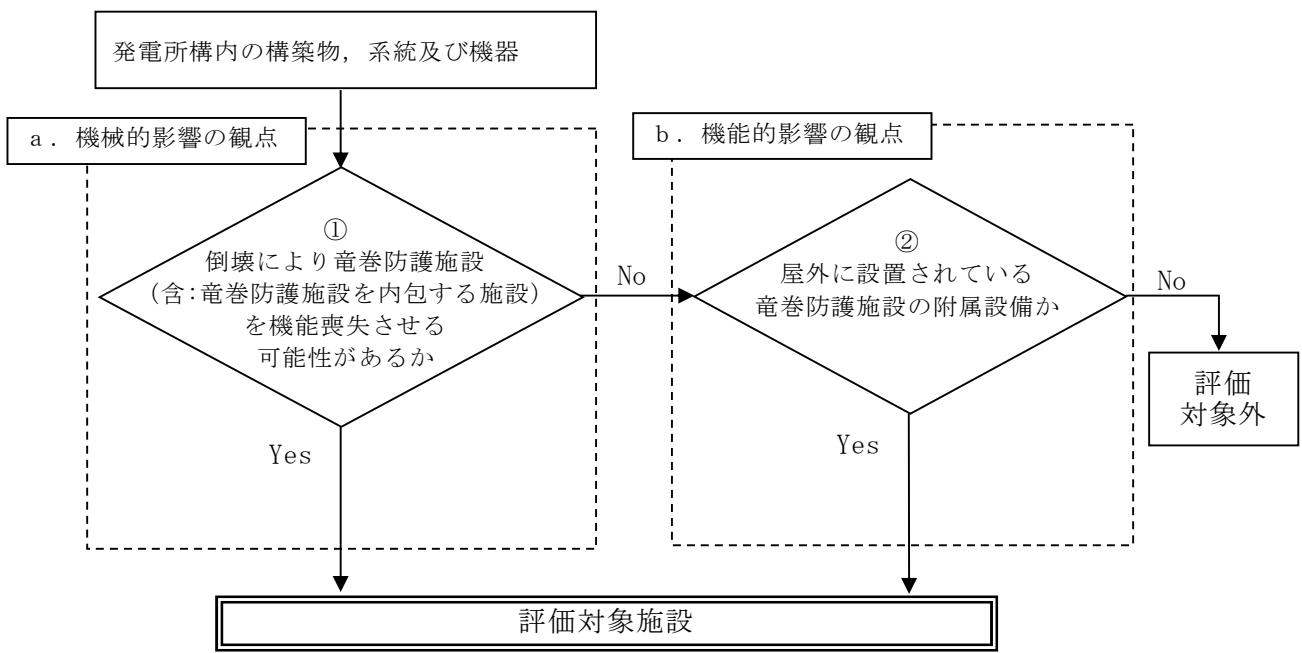 発電所構内の構築物，系統及び機器
a．機械的影響の観点
①
倒壊により竜巻防護施設
（含：竜巻防護施設を内包する施設）
を機能喪失させる
可能性があるか
No
Yes
b．機能的影響の観点
②
屋外に設置されている
竜巻防護施設の附属設備か
No
Yes
評価
対象外
評価対象施設